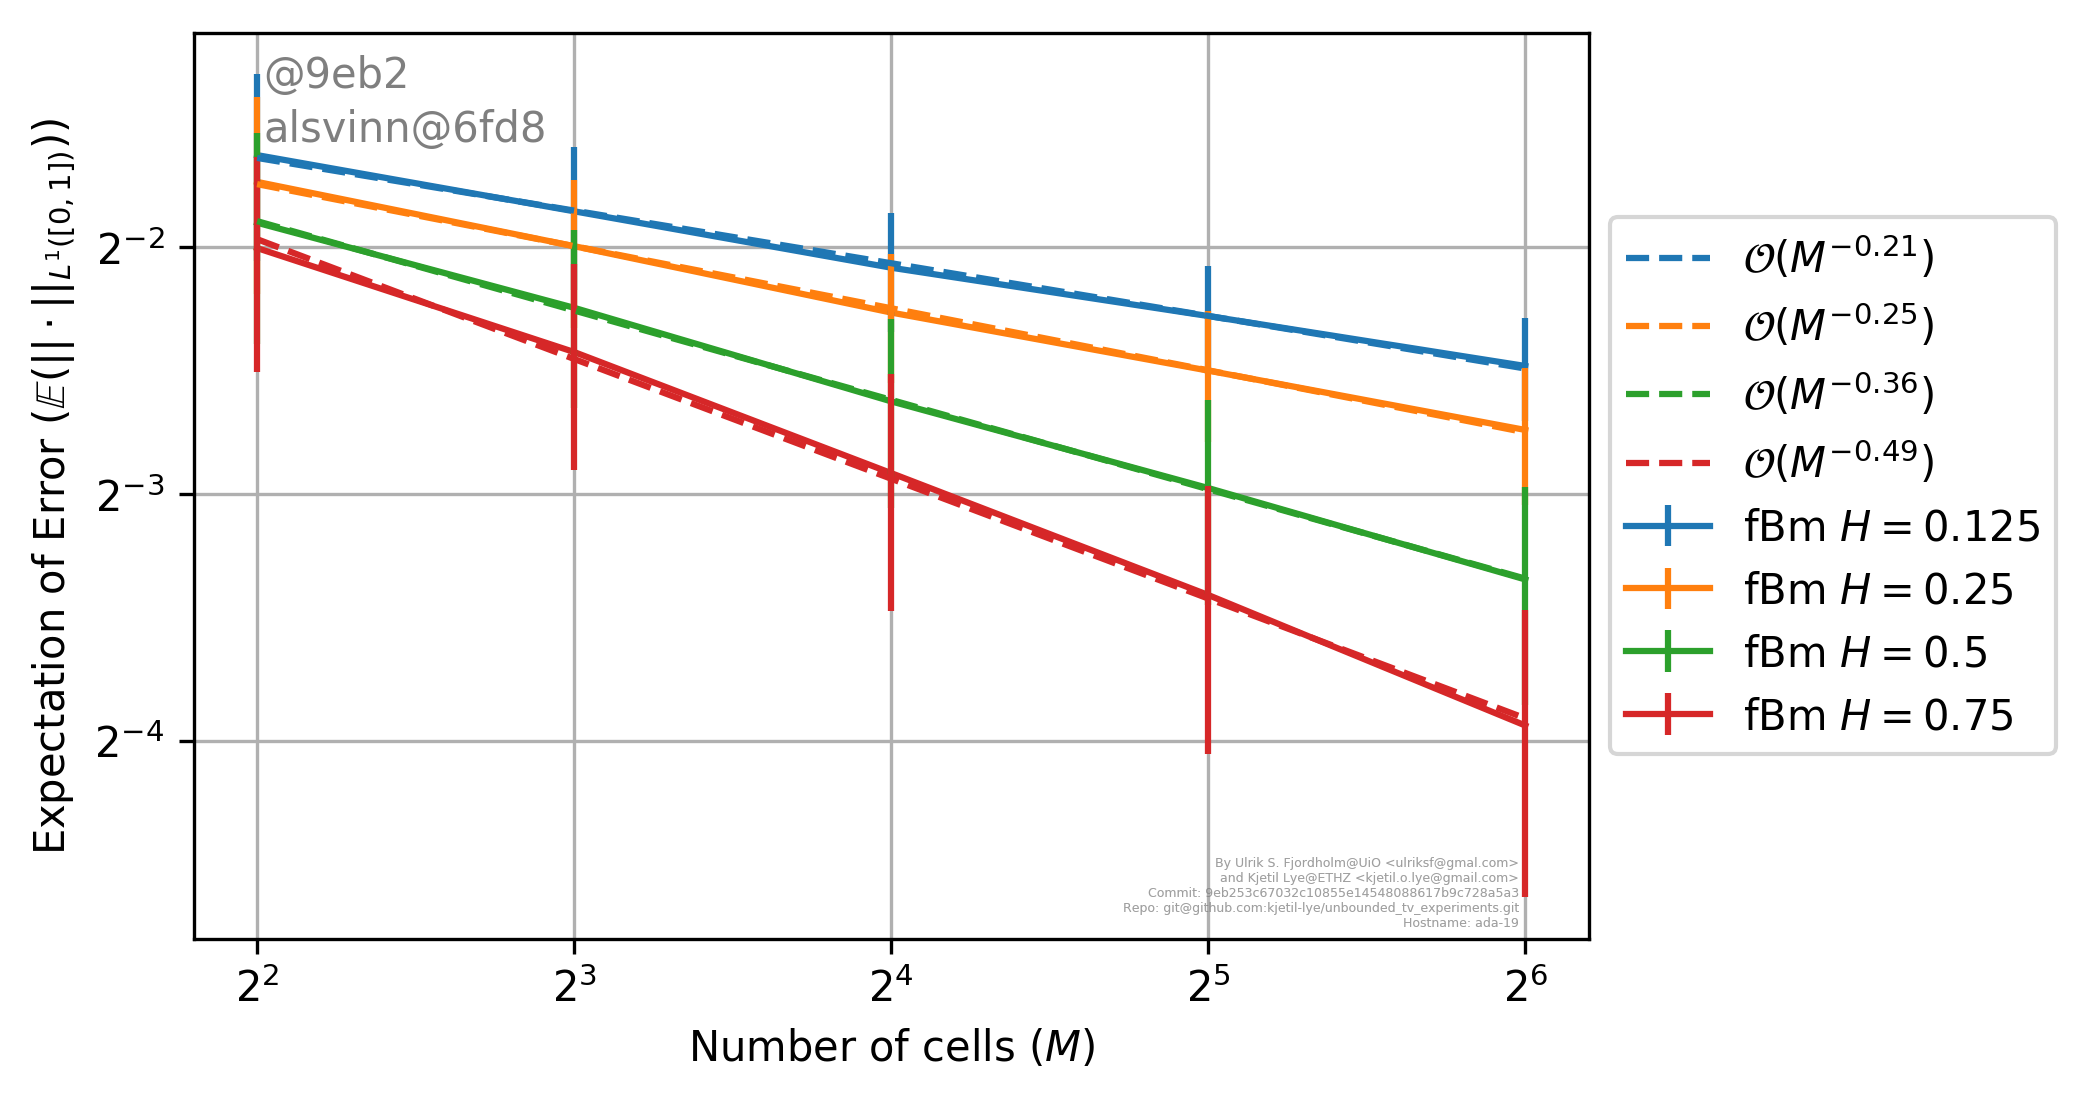 @9eb2
alsvinn@6fd8
Expectation of Error (𝔼(|| · ||_{L^1([0,1])}))
2^{-2}
2^{-3}
2^{-4}
2^2
2^3
2^4
2^5
2^6
Number of cells (M)
By Ulrik S. Fjordholm@UiO <ulriksf@gmal.com>
and Kjetil Lye@ETHZ <kjetil.o.lye@gmail.com>
Commit: 9eb253c67032c10855e14548088617b9c728a5a3
Repo: git@github.com:kjetil-lye/unbounded_tv_experiments.git
Hostname: ada-19
𝒪(M^{-0.21})
𝒪(M^{-0.25})
𝒪(M^{-0.36})
𝒪(M^{-0.49})
fBm H = 0.125
fBm H = 0.25
fBm H = 0.5
fBm H = 0.75